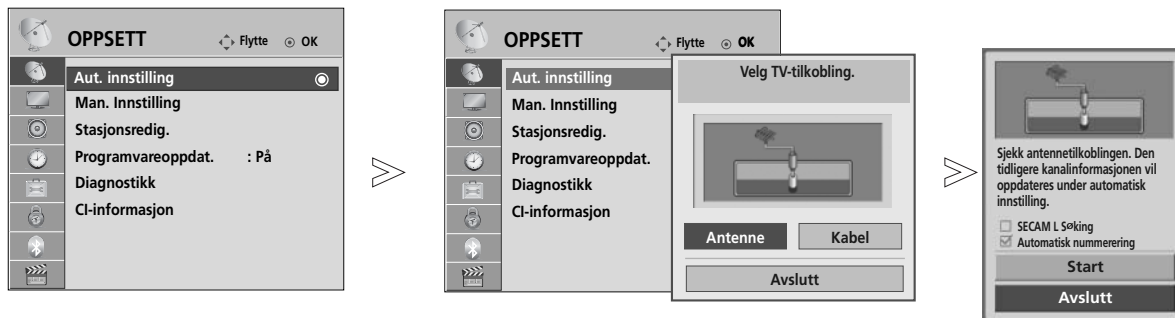 OPPSETT
Flytte OK
Aut. innstilling
Man. Innstilling
Stasjonsredig.
Programvareoppdat. : På
Diagnostikk
CI-informasjon
OPPSETT
Flytte OK
Aut. innstilling
Man. Innstilling
Stasjonsredig.
Programvareoppdat.
Diagnostikk
CI-informasjon
Velg TV-tilkobling.
Antenne
Kabel
Avslutt
Sjekk antennetilkoblingen. Den
tidligere kanalinformasjonen vil
oppdateres under automatisk
innstilling.
SECAM L Søking
Automatisk nummerering
Start
Avslutt